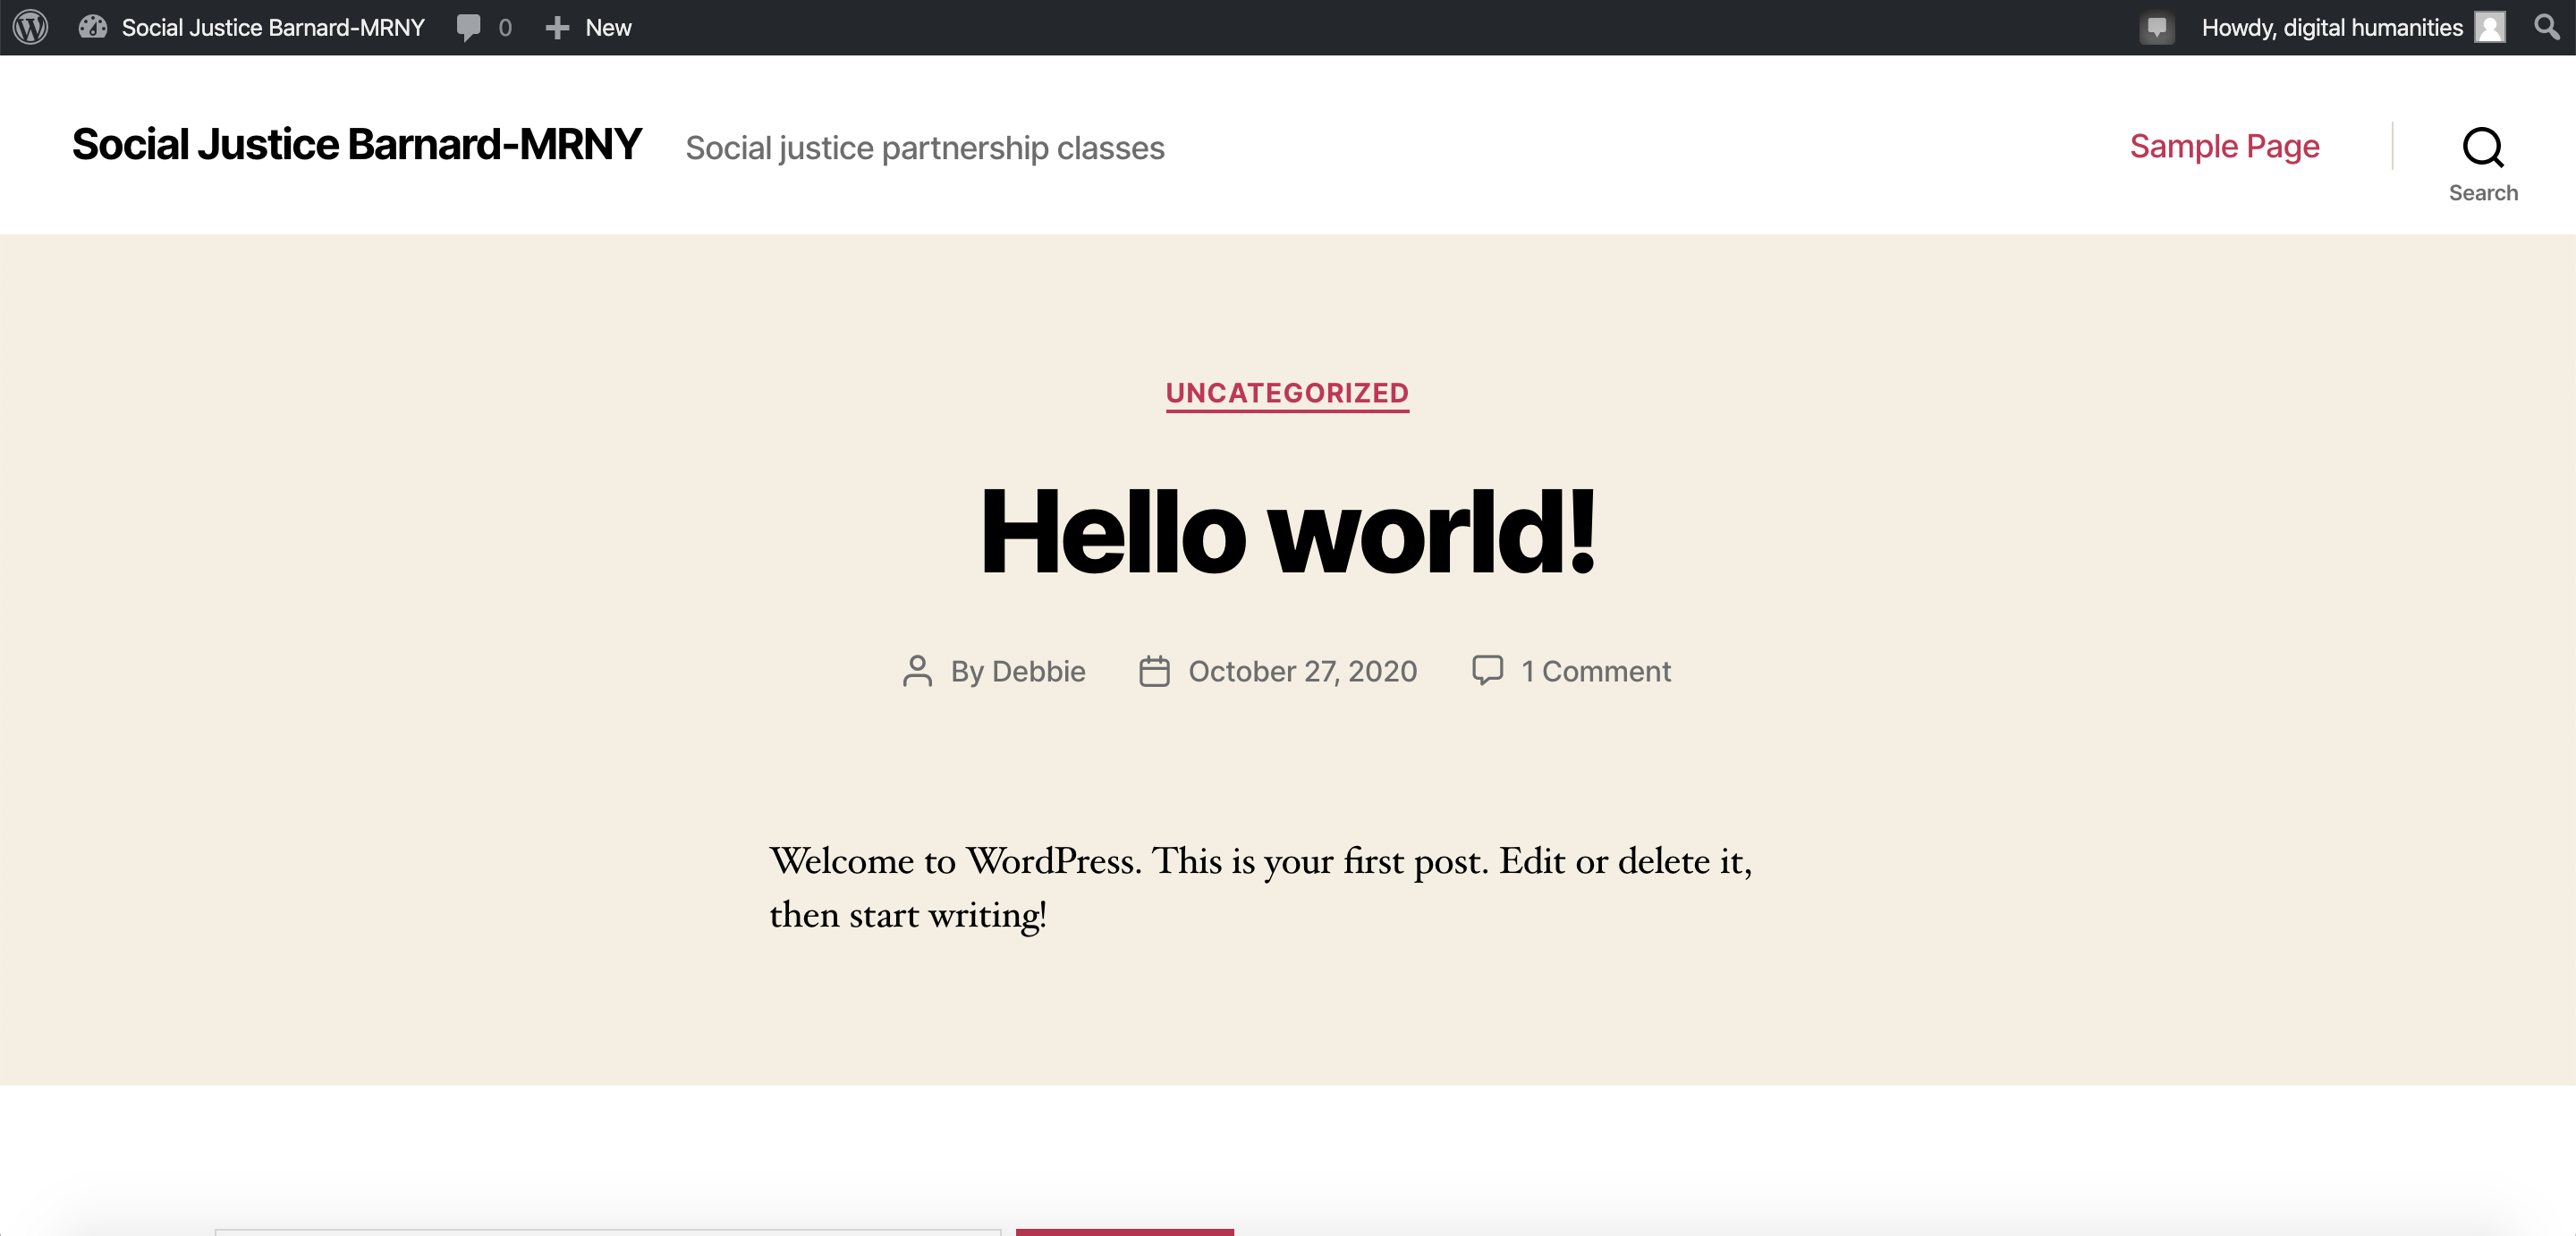 Social Justice Barnard-MRNY 0 New Howdy, digital humanities
Social Justice Barnard-MRNY Social justice partnership classes Sample Page
Search
UNCATEGORIZED
Hello world!
By Debbie October 27, 2020 1 Comment
Welcome to WordPress. This is your first post. Edit or delete it,
then start writing!